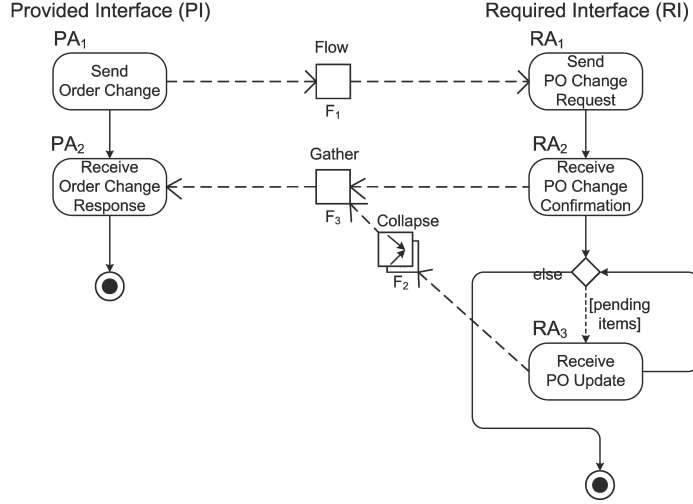 Provided Interface (PI)
Required Interface (RI)
PA1
Flow
RA1
Send
Order Change
F1
Send
PO Change
Request
PA2
Gather
RA2
Receive
Order Change
Response
F3
Receive
PO Change
Confirmation
Collapse
F2
else
[pending
items]
RA3
Receive
PO Update